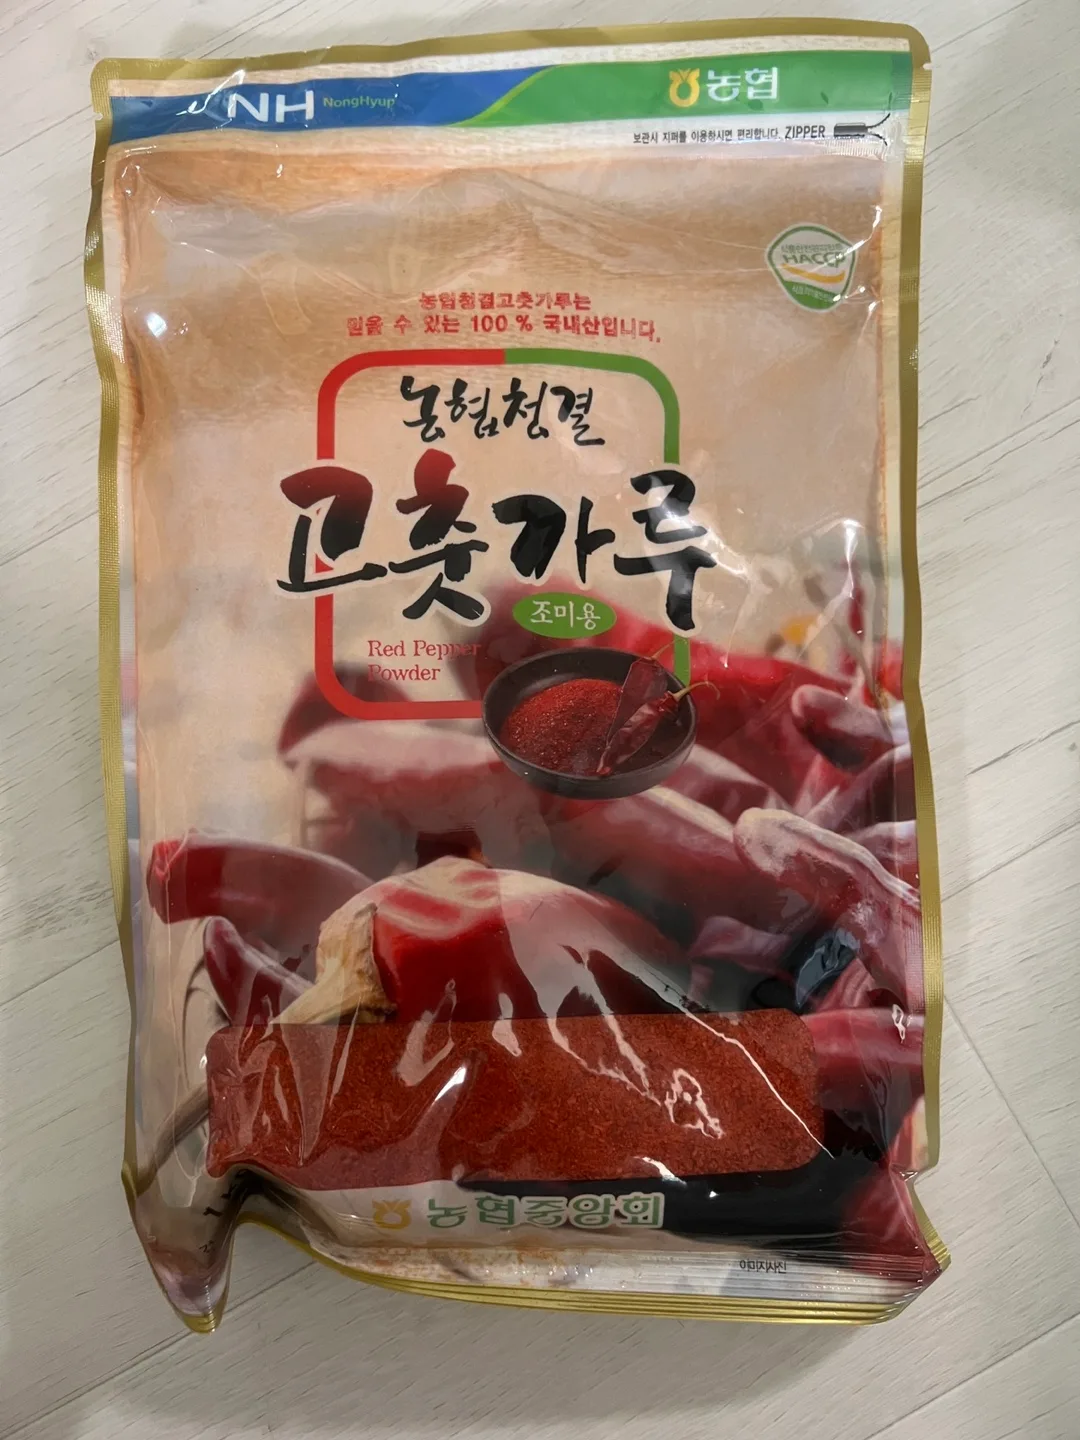 NH NongHyup
농협
보관시 지퍼를 이용하시면 편리합니다. ZIPPER
HACCP
농협청결고춧가루는
믿을 수 있는 100 % 국내산입니다.
농협청결
고춧가루
조미용
Red Pepper
Powder
농협중앙회
이미지사진